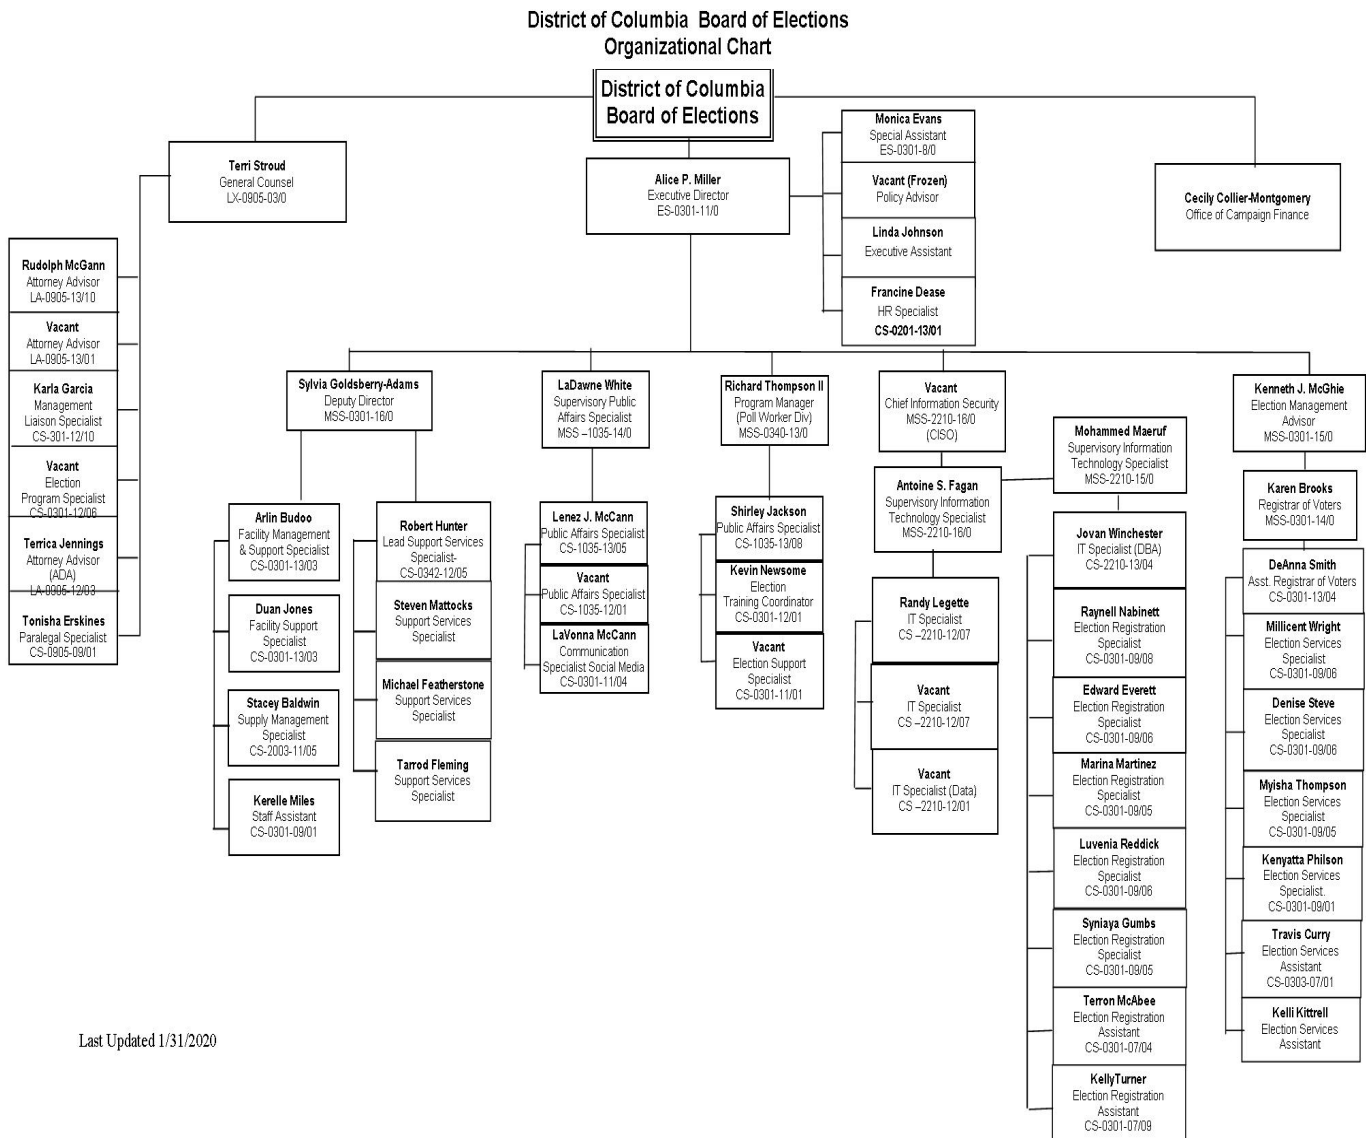 District of Columbia Board of Elections
Organizational Chart
District of Columbia
Board of Elections
Terri Stroud
General Counsel
LX-0905-03/0
Alice P. Miller
Executive Director
ES-0301-11/0
Monica Evans
Special Assistant
ES-0301-8/0
Vacant (Frozen)
Policy Advisor
Linda Johnson
Executive Assistant
Francine Dease
HR Specialist
CS-0201-13/01
Cecily Collier-Montgomery
Office of Campaign Finance
Rudolph McGann
Attorney Advisor
LA-0905-13/10
Vacant
Attorney Advisor
LA-0905-13/01
Karla Garcia
Management
Liaison Specialist
CS-301-12/10
Vacant
Election
Program Specialist
CS-0301-12/06
Terrica Jennings
Attorney Advisor
(ADA)
LA-0905-12/03
Tonisha Erskines
Paralegal Specialist
CS-0905-09/01
Sylvia Goldsberry-Adams
Deputy Director
MSS-0301-16/0
Arlin Budoo
Facility Management
& Support Specialist
CS-0301-13/03
Duan Jones
Facility Support
Specialist
CS-0301-13/03
Stacey Baldwin
Supply Management
Specialist
CS-2003-11/05
Kerelle Miles
Staff Assistant
CS-0301-09/01
Robert Hunter
Lead Support Services
Specialist-
CS-0342-12/05
Steven Mattocks
Support Services
Specialist
Michael Featherstone
Support Services
Specialist
Tarrod Fleming
Support Services
Specialist
LaDawne White
Supervisory Public
Affairs Specialist
MSS –1035-14/0
Lenez J. McCann
Public Affairs Specialist
CS-1035-13/05
Vacant
Public Affairs Specialist
CS-1035-12/01
LaVonna McCann
Communication
Specialist Social Media
CS-0301-11/04
Richard Thompson II
Program Manager
(Poll Worker Div)
MSS-0340-13/0
Shirley Jackson
Public Affairs Specialist
CS-1035-13/08
Kevin Newsome
Election
Training Coordinator
CS-0301-12/01
Vacant
Election Support
Specialist
CS-0301-11/01
Vacant
Chief Information Security
MSS-2210-16/0
(CISO)
Antoine S. Fagan
Supervisory Information
Technology Specialist
MSS-2210-16/0
Randy Legette
IT Specialist
CS –2210-12/07
Vacant
IT Specialist
CS –2210-12/07
Vacant
IT Specialist (Data)
CS –2210-12/01
Mohammed Maeruf
Supervisory Information
Technology Specialist
MSS-2210-15/0
Jovan Winchester
IT Specialist (DBA)
CS-2210-13/04
Raynell Nabinett
Election Registration
Specialist
CS-0301-09/08
Edward Everett
Election Registration
Specialist
CS-0301-09/06
Marina Martinez
Election Registration
Specialist
CS-0301-09/05
Luvenia Reddick
Election Registration
Specialist
CS-0301-09/06
Syniaya Gumbs
Election Registration
Specialist
CS-0301-09/05
Terron McAbee
Election Registration
Assistant
CS-0301-07/04
KellyTurner
Election Registration
Assistant
CS-0301-07/09
Kenneth J. McGhie
Election Management
Advisor
MSS-0301-15/0
Karen Brooks
Registrar of Voters
MSS-0301-14/0
DeAnna Smith
Asst. Registrar of Voters
CS-0301-13/04
Millicent Wright
Election Services
Specialist
CS-0301-09/06
Denise Steve
Election Services
Specialist
CS-0301-09/06
Myisha Thompson
Election Services
Specialist
CS-0301-09/05
Kenyatta Philson
Election Services
Specialist.
CS-0301-09/01
Travis Curry
Election Services
Assistant
CS-0303-07/01
Kelli Kittrell
Election Services
Assistant
Last Updated 1/31/2020